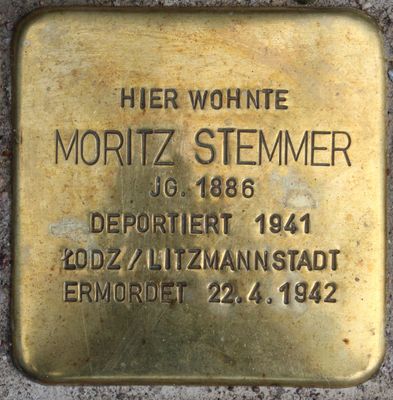 HIER WOHNTE
MORITZ STEMMER
JG. 1886
DEPORTIERT 1941
ŁODZ / LITZMANNSTADT
ERMORDET 22.4.1942